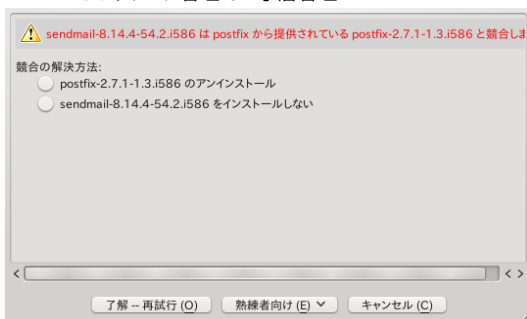 sendmail-8.14.4-54.2.i586 は postfix から提供されている postfix-2.7.1-1.3.i586 と競合しま
競合の解決方法:
postfix-2.7.1-1.3.i586 のアンインストール
sendmail-8.14.4-54.2.i586 をインストールしない
了解 -- 再試行 (O) 熟練者向け (E) キャンセル (C)